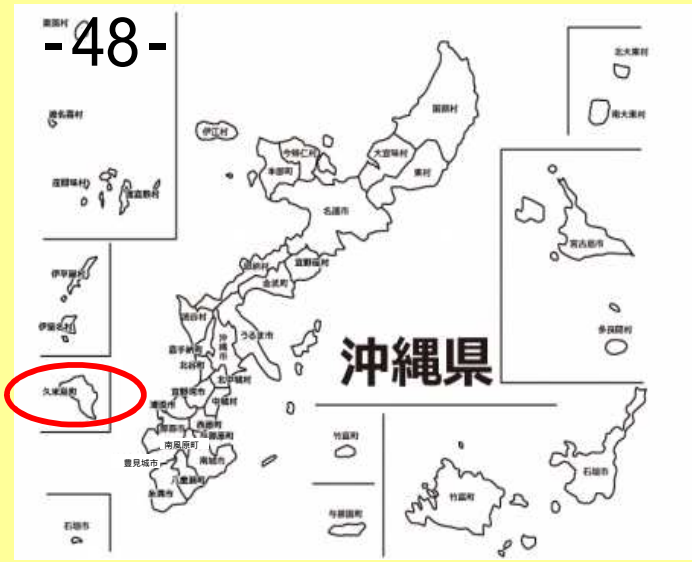 -48-
粟国村
渡名喜村
座間味村
渡嘉敷村
北大東村
南大東村
国頭村
伊江村
今帰仁村
大宜味村
本部町
東村
名護市
宮古島市
恩納村
宜野座村
金武町
伊平屋村
伊是名村
読谷村
うるま市
沖縄市
嘉手納町
多良間村
沖縄県
北谷町
北中城村
久米島町
宜野湾市
中城村
浦添市
西原町
那覇市
与那原町
南風原町
竹富町
豊見城市
南城市
石垣市
八重瀬町
糸満市
竹富町
石垣市
与那国町